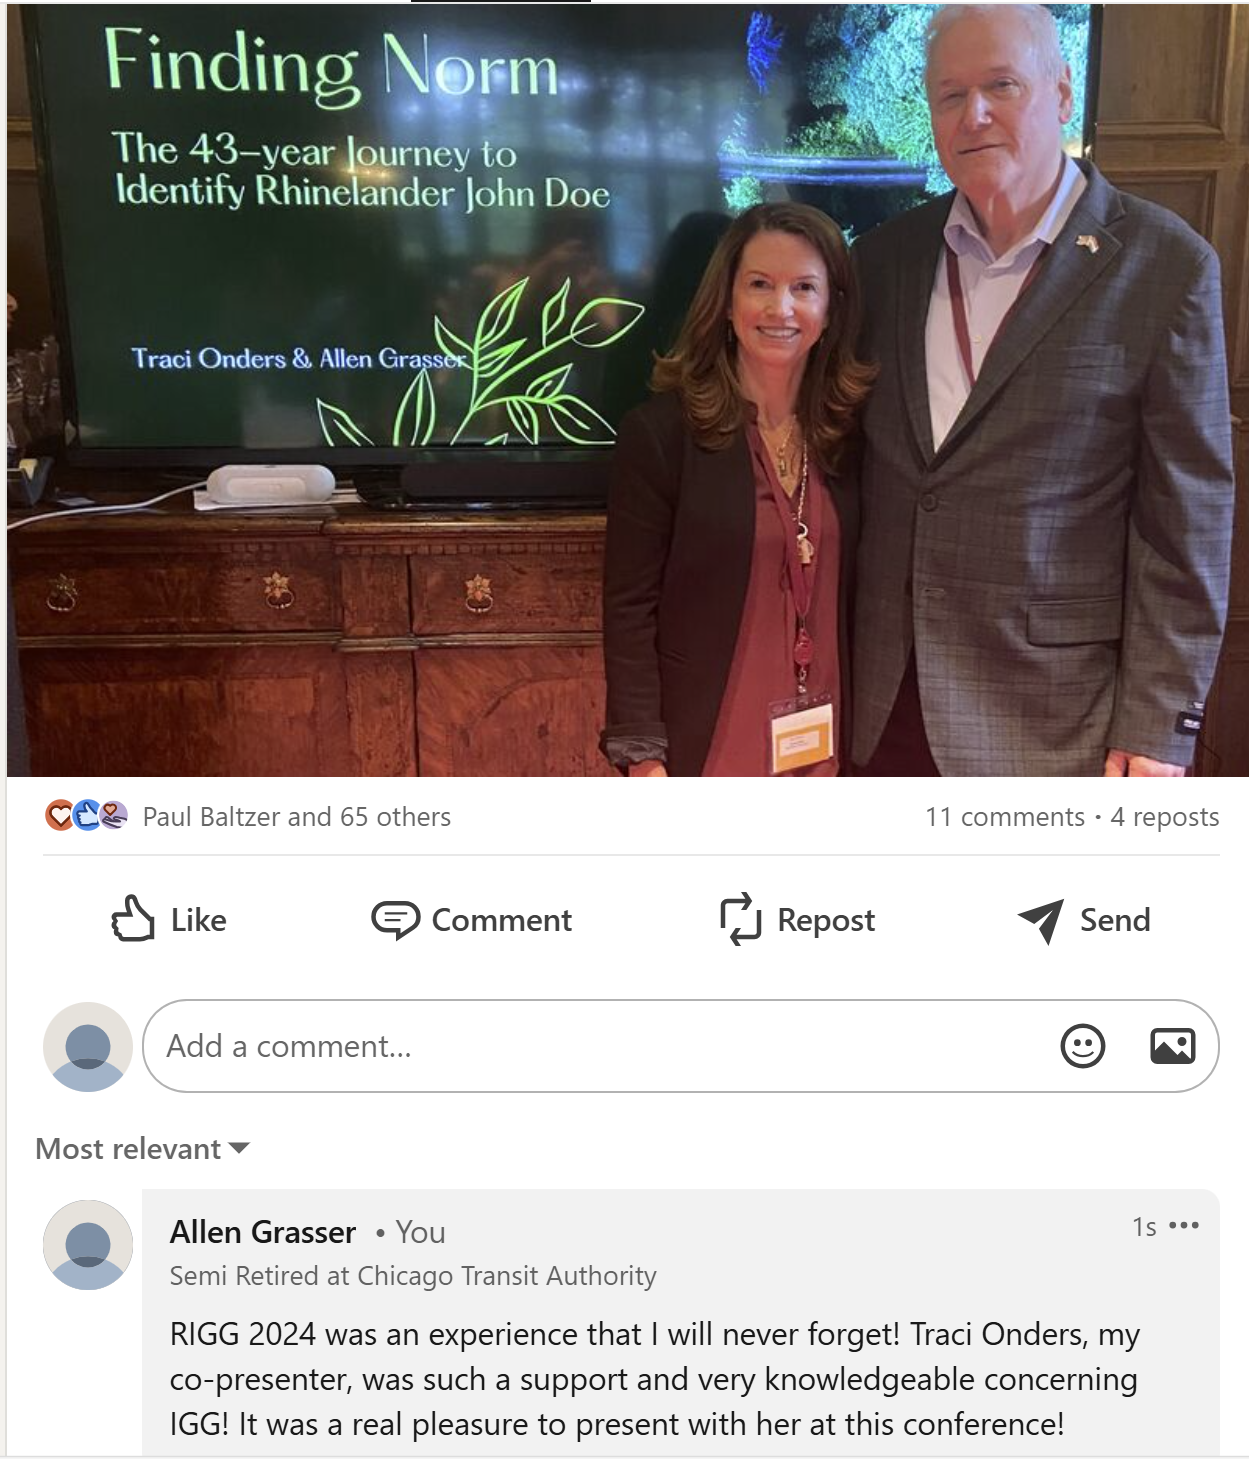 Finding Norm
The 43-year Journey to
Identify Rhinelander John Doe
Traci Onders & Allen Grasser
Paul Baltzer and 65 others
11 comments • 4 reposts
Like
Comment
Repost
Send
Add a comment...
Most relevant
Allen Grasser • You
1s
Semi Retired at Chicago Transit Authority
RIGG 2024 was an experience that I will never forget! Traci Onders, my
co-presenter, was such a support and very knowledgeable concerning
IGG! It was a real pleasure to present with her at this conference!